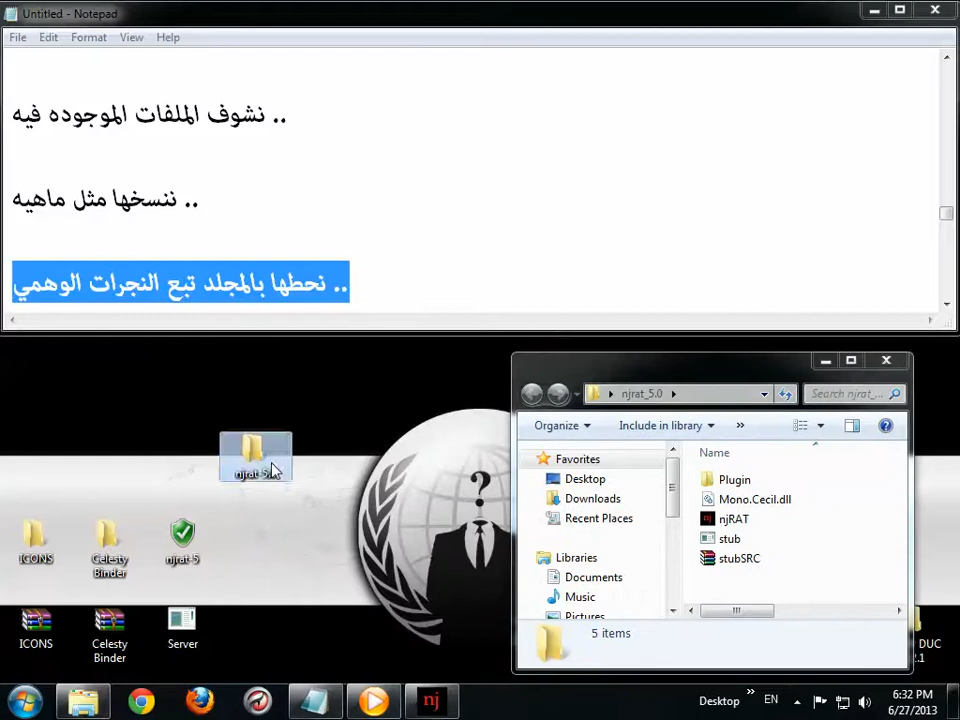 Untitled - Notepad
File Edit Format View Help
نشوف الملفات الموجوده فيه ..
ننسخها مثل ماهيه ..
نحطها بالمجلد تبع النجرات الوهمي ..
njrat_5.0
Search njrat_...
Organize Include in library »
Favorites
Desktop
Downloads
Recent Places
Libraries
Documents
Music
Pictures
Name
Plugin
Mono.Cecil.dll
njRAT
stub
stubSRC
5 items
ICONS
Celesty Binder
njrat-5
ICONS
Celesty Binder
Server
DUC
Desktop » EN
6:32 PM
6/27/2013
nj